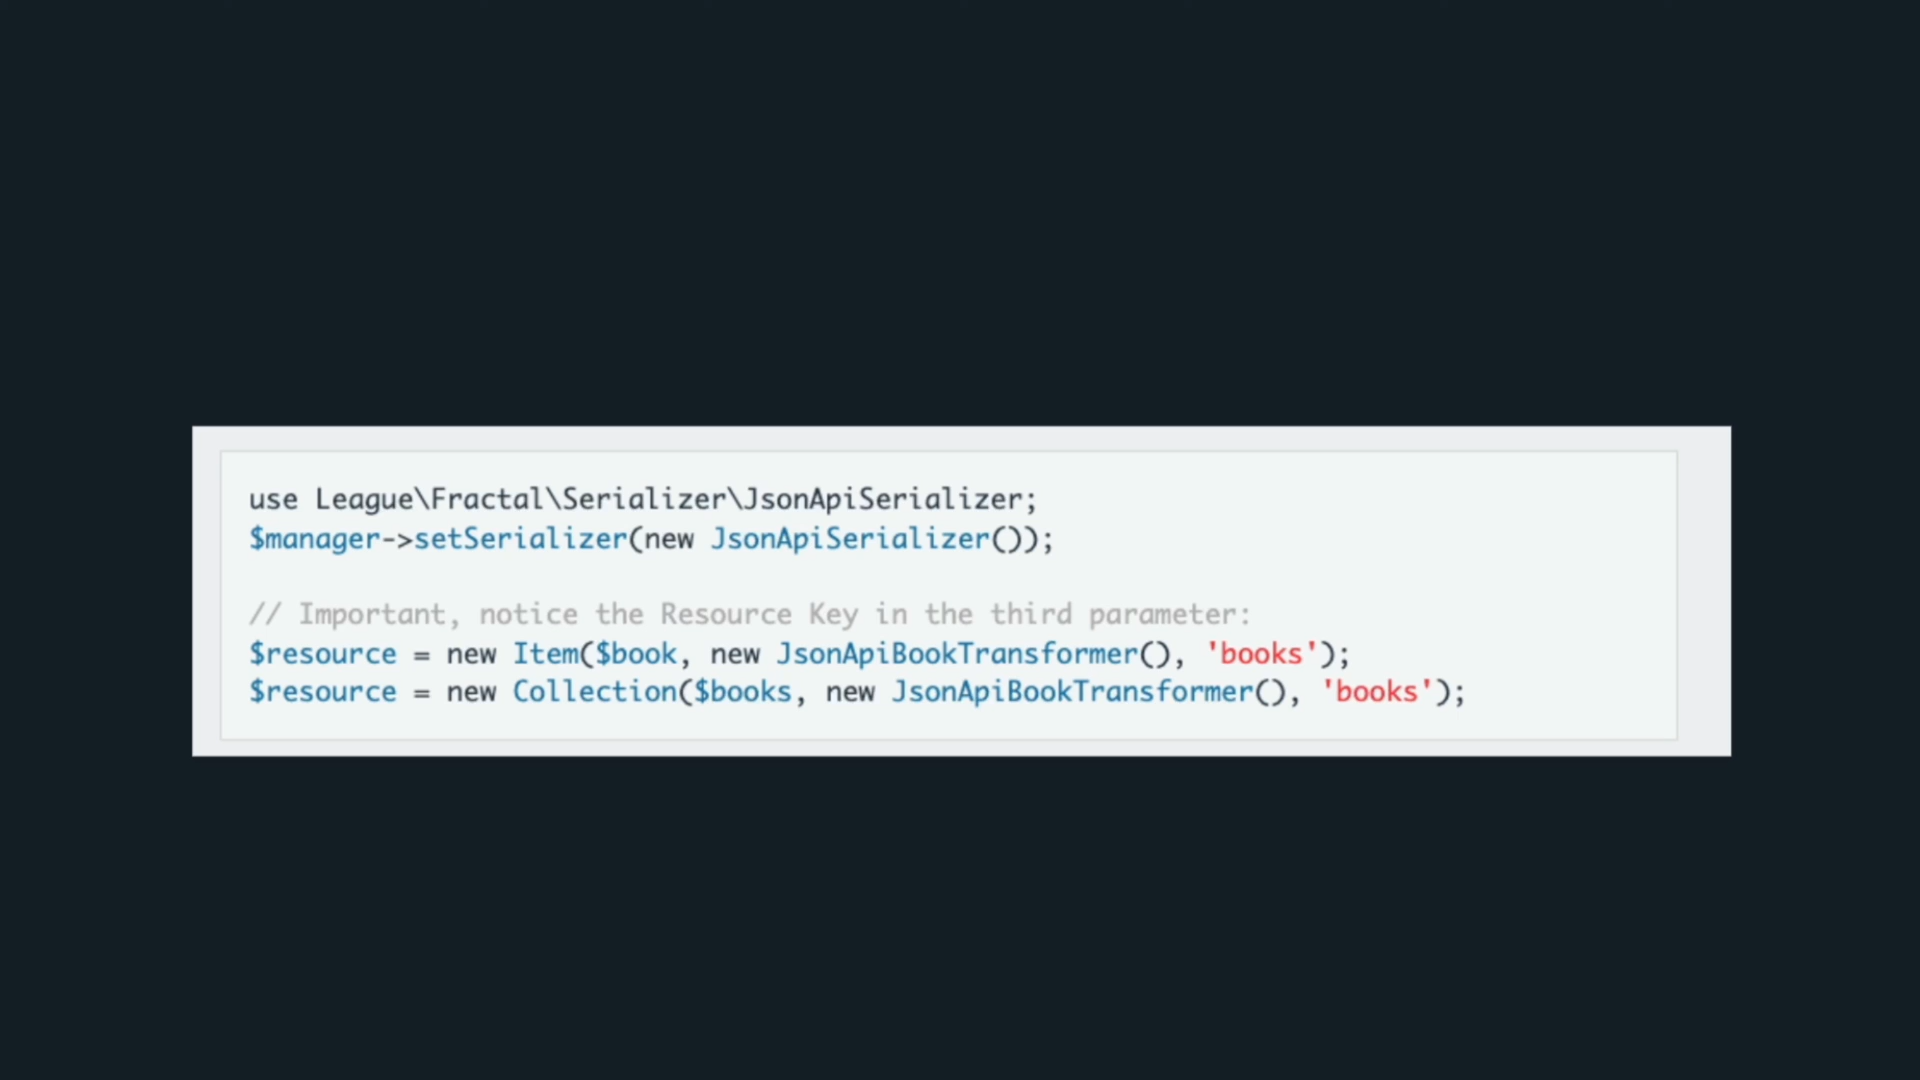 use League\Fractal\Serializer\JsonApiSerializer;
$manager->setSerializer(new JsonApiSerializer());
// Important, notice the Resource Key in the third parameter:
$resource = new Item($book, new JsonApiBookTransformer(), 'books');
$resource = new Collection($books, new JsonApiBookTransformer(), 'books');